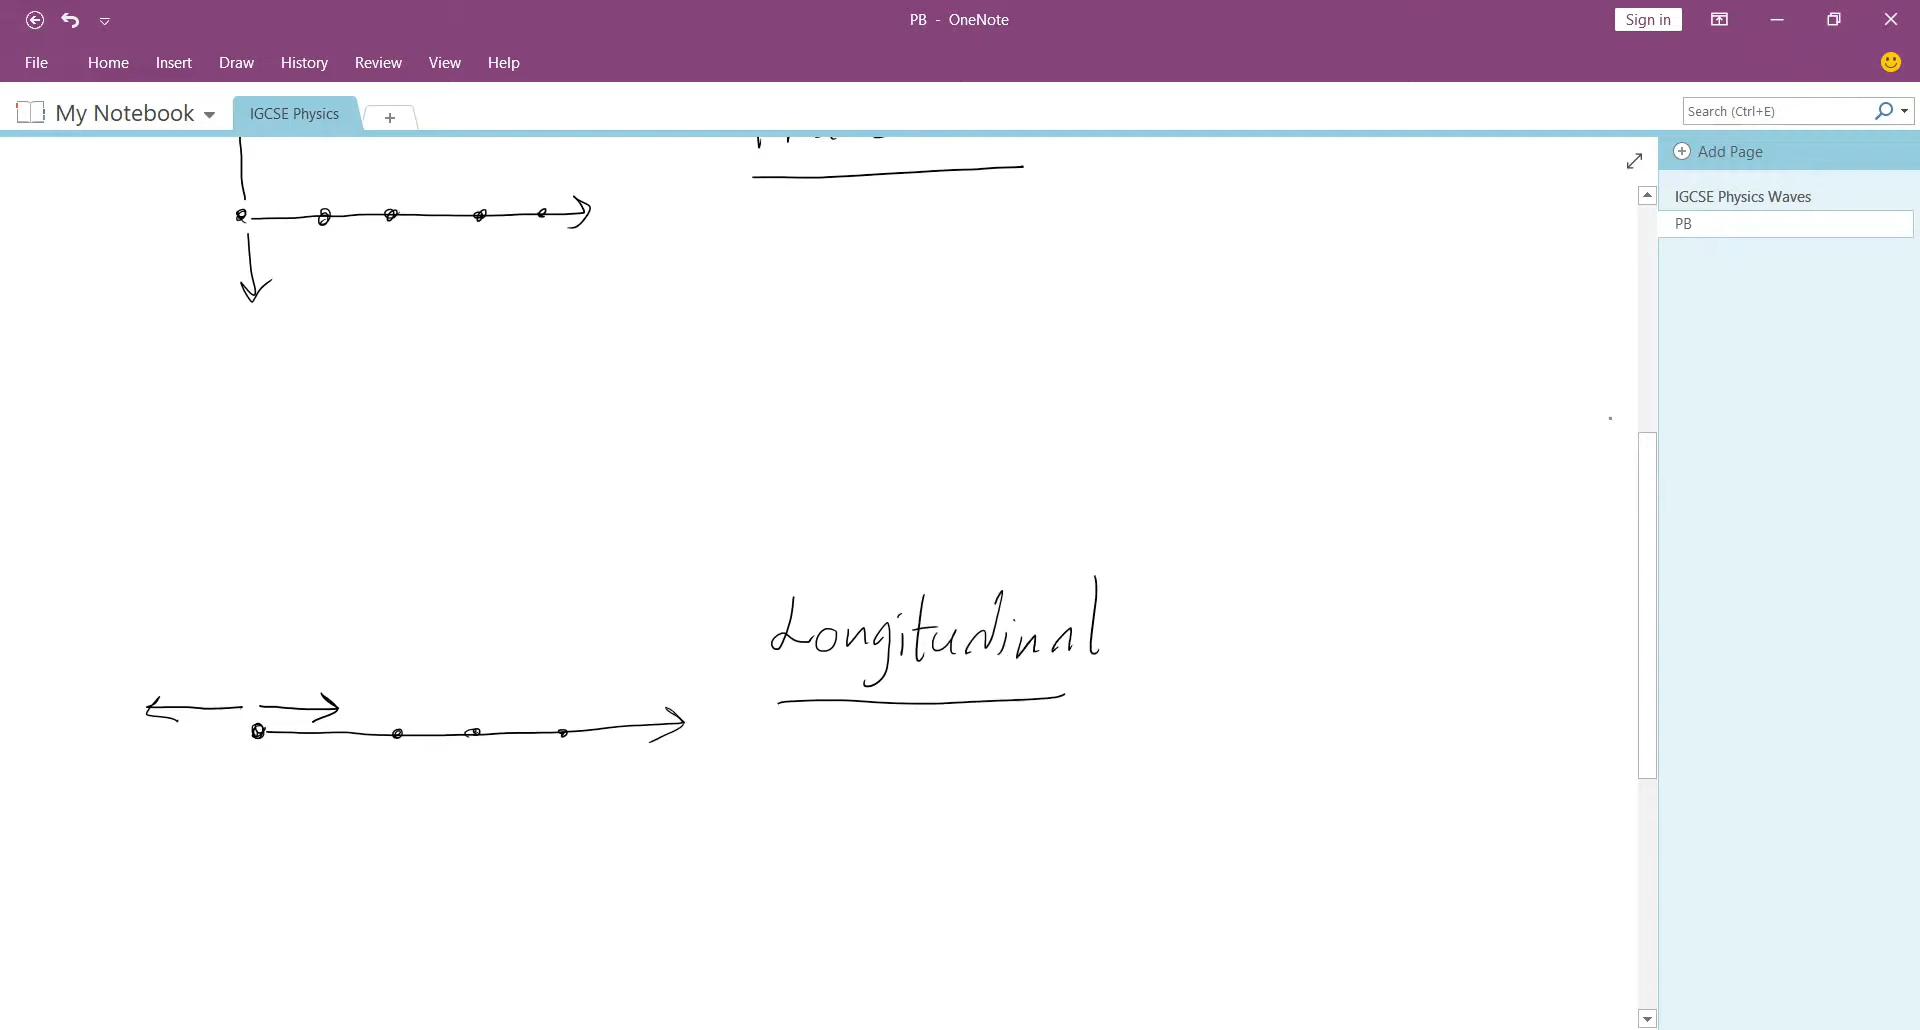 PB - OneNote
Sign in
File Home Insert Draw History Review View Help
My Notebook
IGCSE Physics
+
Search (Ctrl+E)
Add Page
IGCSE Physics Waves
PB
Longitudinal